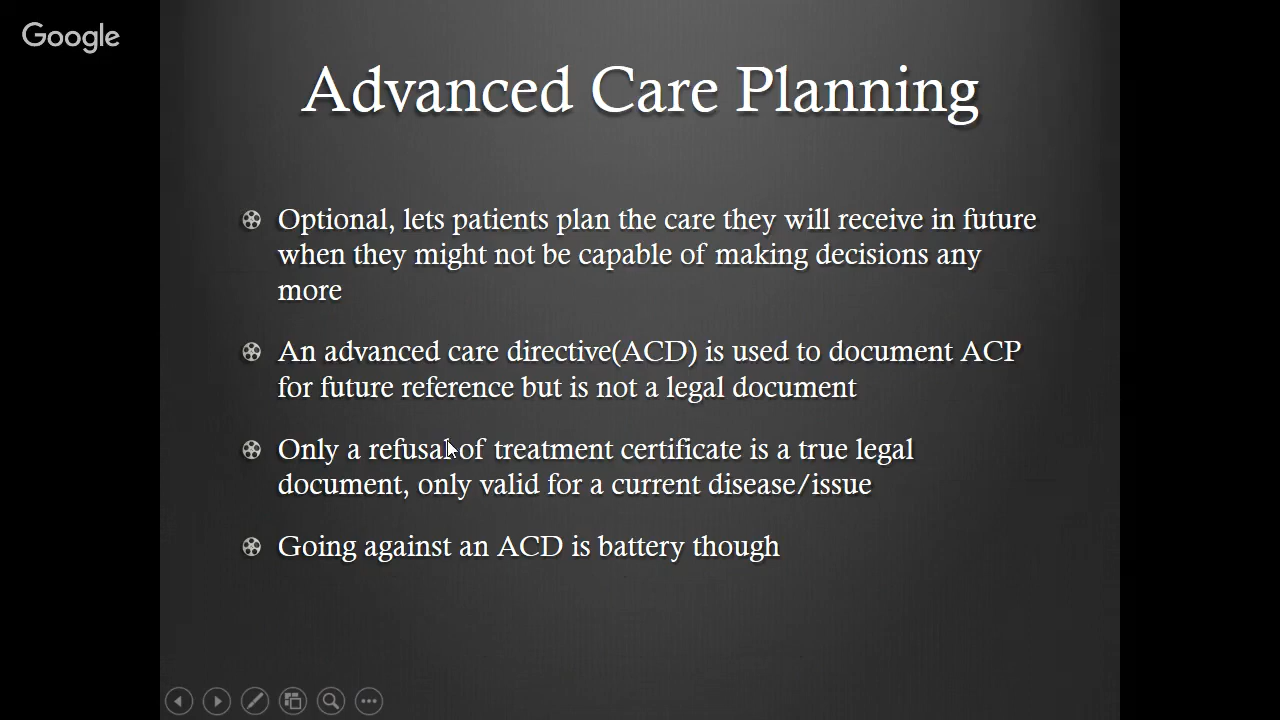 Google
Advanced Care Planning
Optional, lets patients plan the care they will receive in future
when they might not be capable of making decisions any
more
An advanced care directive(ACD) is used to document ACP
for future reference but is not a legal document
Only a refusal of treatment certificate is a true legal
document, only valid for a current disease/issue
Going against an ACD is battery though